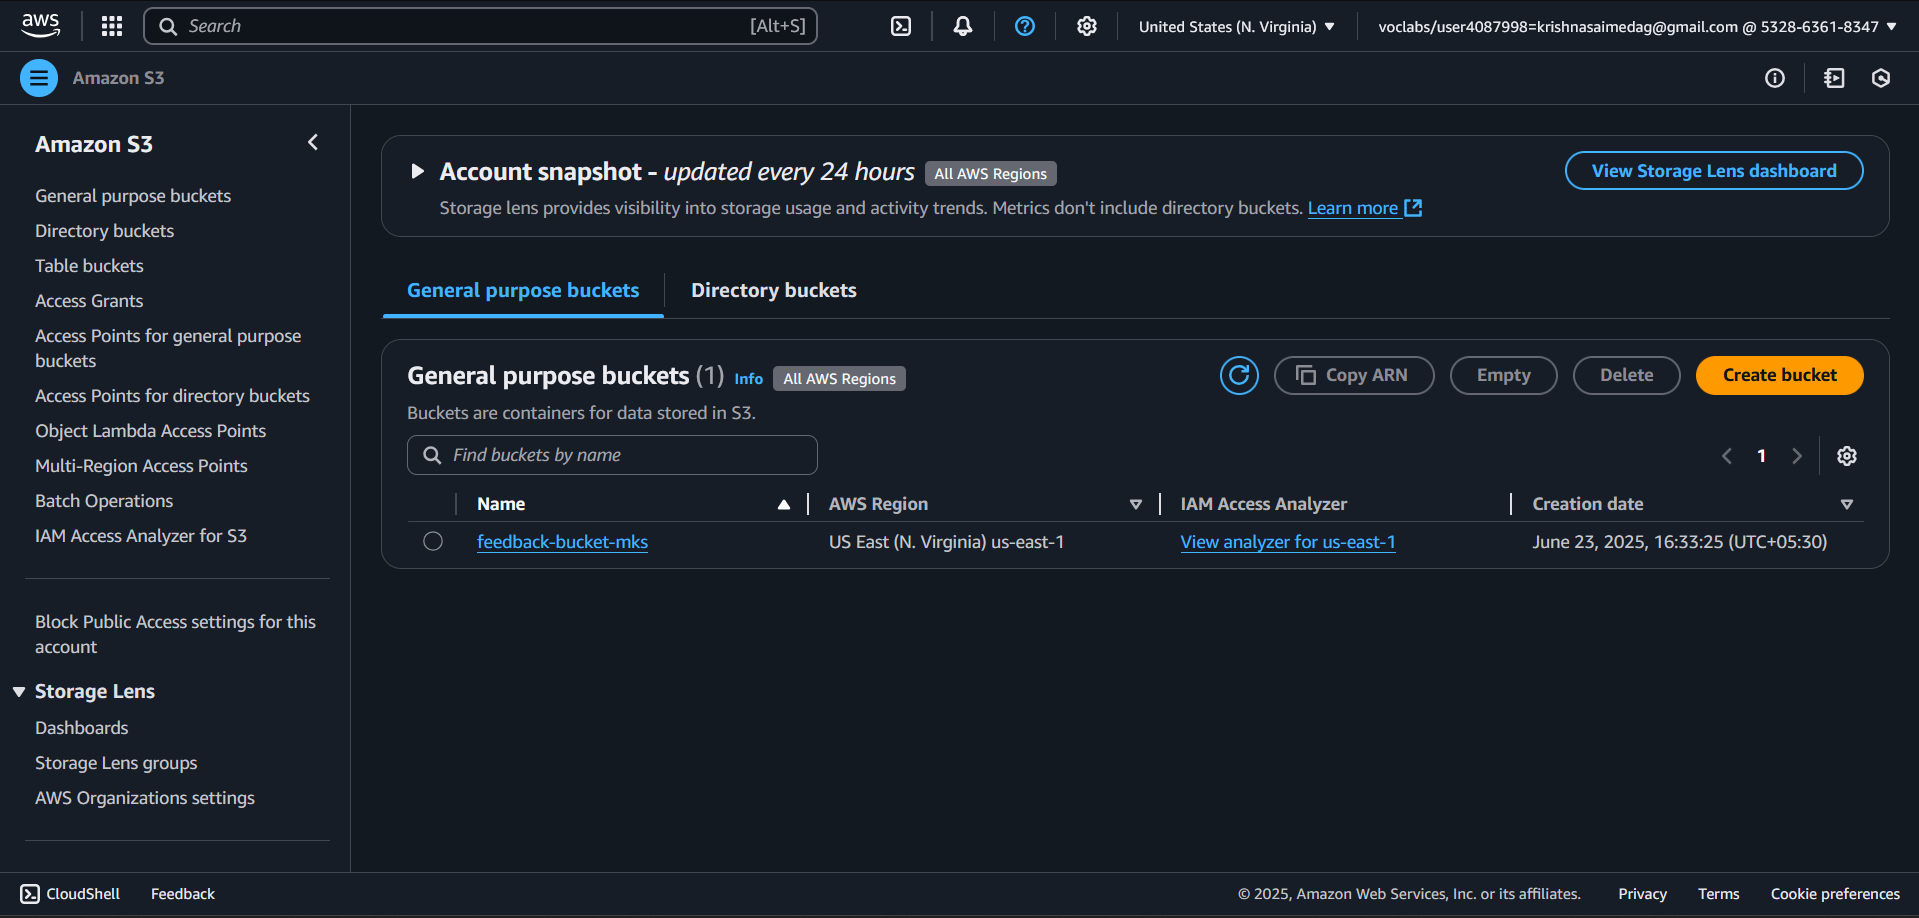 aws
Search [Alt+S]
United States (N. Virginia)
voclabs/user4087998=krishnasaimedag@gmail.com @ 5328-6361-8347
Amazon S3
Amazon S3
General purpose buckets
Directory buckets
Table buckets
Access Grants
Access Points for general purpose
buckets
Access Points for directory buckets
Object Lambda Access Points
Multi-Region Access Points
Batch Operations
IAM Access Analyzer for S3
Block Public Access settings for this
account
Storage Lens
Dashboards
Storage Lens groups
AWS Organizations settings
Account snapshot - updated every 24 hours All AWS Regions
View Storage Lens dashboard
Storage lens provides visibility into storage usage and activity trends. Metrics don't include directory buckets. Learn more
General purpose buckets
Directory buckets
General purpose buckets (1) Info All AWS Regions
Copy ARN
Empty
Delete
Create bucket
Buckets are containers for data stored in S3.
Find buckets by name
1
Name AWS Region IAM Access Analyzer Creation date
feedback-bucket-mks US East (N. Virginia) us-east-1 View analyzer for us-east-1 June 23, 2025, 16:33:25 (UTC+05:30)
CloudShell Feedback © 2025, Amazon Web Services, Inc. or its affiliates. Privacy Terms Cookie preferences